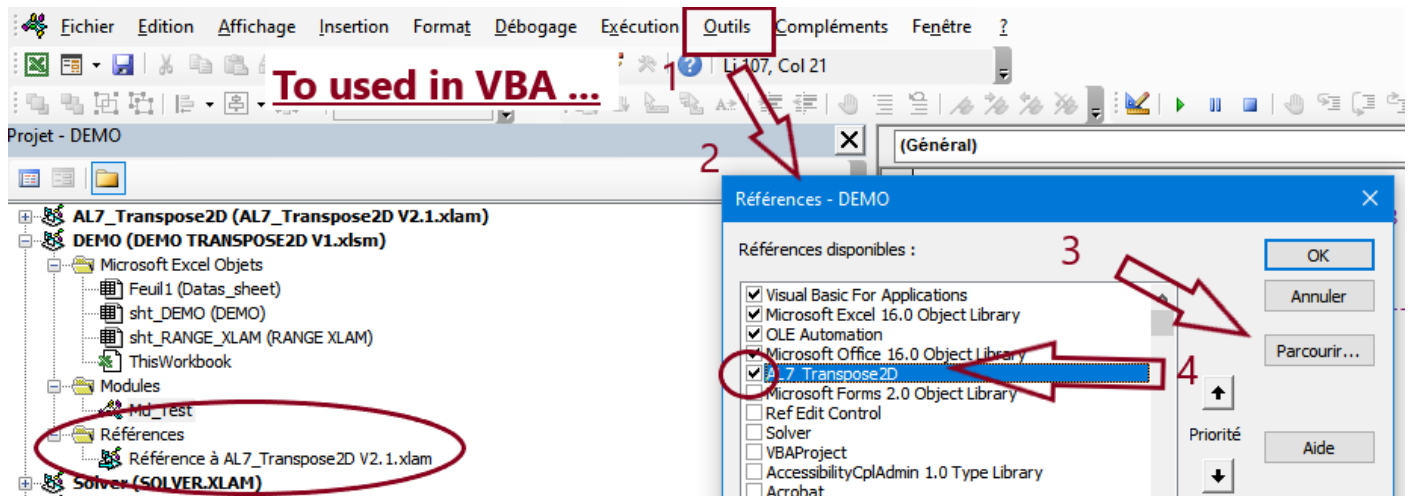 Fichier Edition Affichage Insertion Format Débogage Exécution Outils Compléments Fenêtre ?
To used in VBA ...
1
Li 107, Col 21
Projet - DEMO
2
(Général)
AL7_Transpose2D (AL7_Transpose2D V2.1.xlam)
DEMO (DEMO TRANSPOSE2D V1.xlsm)
Microsoft Excel Objets
Feuil1 (Datas_sheet)
sht_DEMO (DEMO)
sht_RANGE_XLAM (RANGE XLAM)
ThisWorkbook
Modules
Md_Test
Références
Référence à AL7_Transpose2D V2.1.xlam
Solver (SOLVER.XLAM)
Références - DEMO
Références disponibles :
3
OK
Annuler
Parcourir...
Visual Basic For Applications
Microsoft Excel 16.0 Object Library
OLE Automation
Microsoft Office 16.0 Object Library
AL7_Transpose2D
4
Microsoft Forms 2.0 Object Library
Ref Edit Control
Solver
VBAProject
AccessibilityCplAdmin 1.0 Type Library
Acrobat
Priorité
Aide